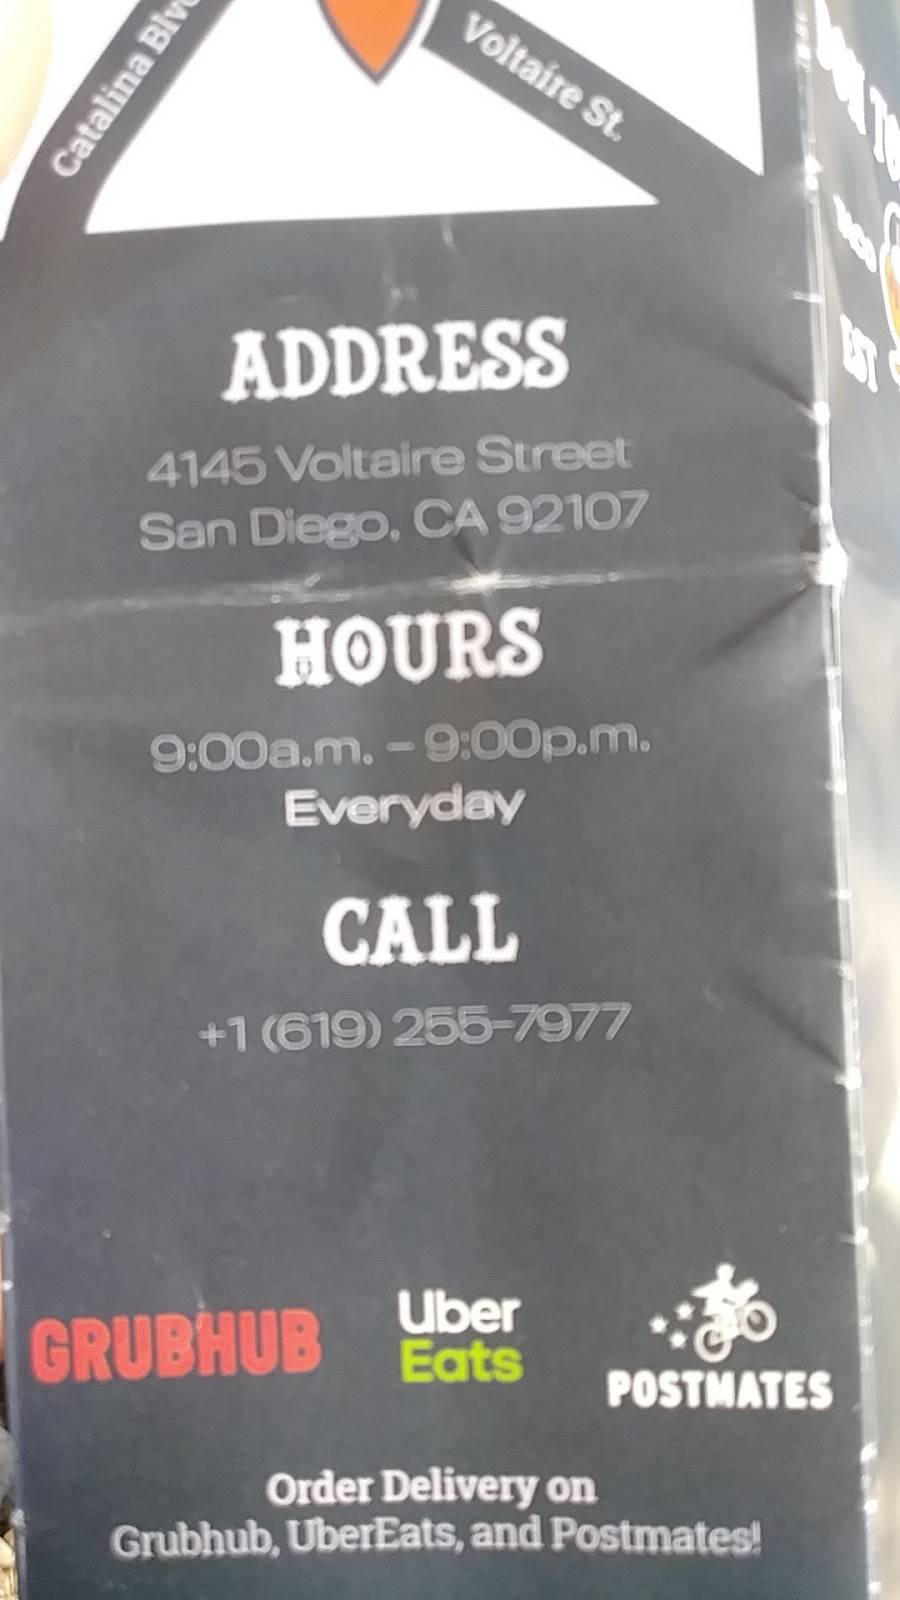 Catalina Blvd
Voltaire St.
ADDRESS
4145 Voltaire Street
San Diego, CA 92107
HOURS
9:00a.m. – 9:00p.m.
Everyday
CALL
+1 (619) 255-7977
GRUBHUB
Uber
Eats
POSTMATES
Order Delivery on
Grubhub, UberEats, and Postmates!
EST